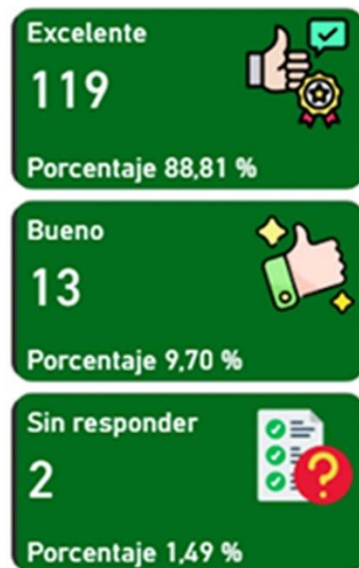 Excelente
119
Porcentaje 88,81 %
Bueno
13
Porcentaje 9,70 %
Sin responder
2
Porcentaje 1,49 %